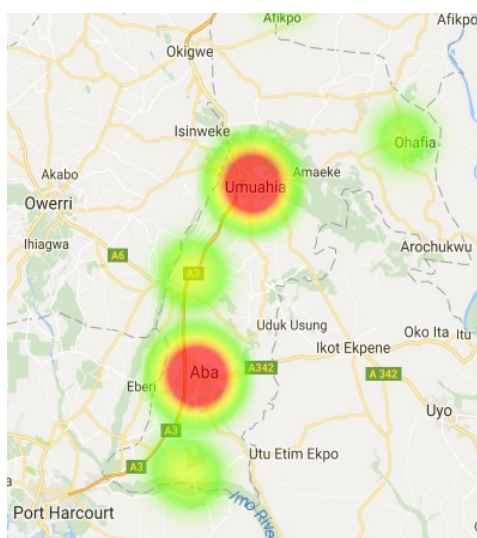 Afikpo
Afikpo
Okigwe
Isinweke
Ohafia
Amaeke
Umuahia
Akabo
Owerri
Ihiagwa
Arochukwu
A6
A3
Uduk Usung
Oko Ita
Itu
Ikot Ekpene
Aba
A342
A 342
Eberi
Uyo
A3
Utu Etim Ekpo
A3
Imo River
Port Harcourt